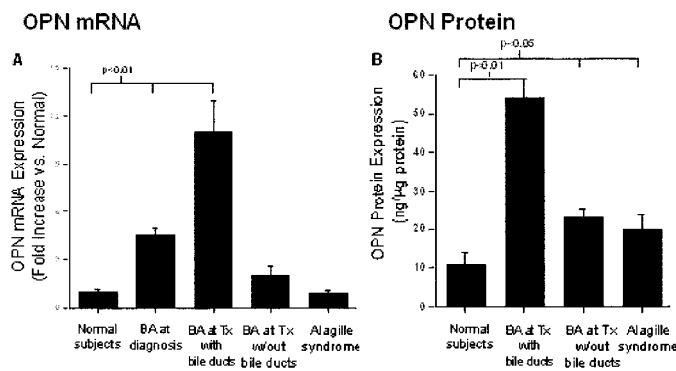 OPN mRNA
OPN Protein
A
p<0.01
OPN mRNA Expression
(Fold Increase vs. Normal)
Normal
subjects
BA at
diagnosis
BA at Tx
with
bile ducts
BA at Tx
w/out
bile ducts
Alagille
syndrome
B
p<0.05
p<0.01
OPN Protein Expression
(ng/µg protein)
60
50
40
30
20
10
0
Normal
subjects
BA at Tx
with
bile ducts
BA at Tx
w/out
bile ducts
Alagille
syndrome